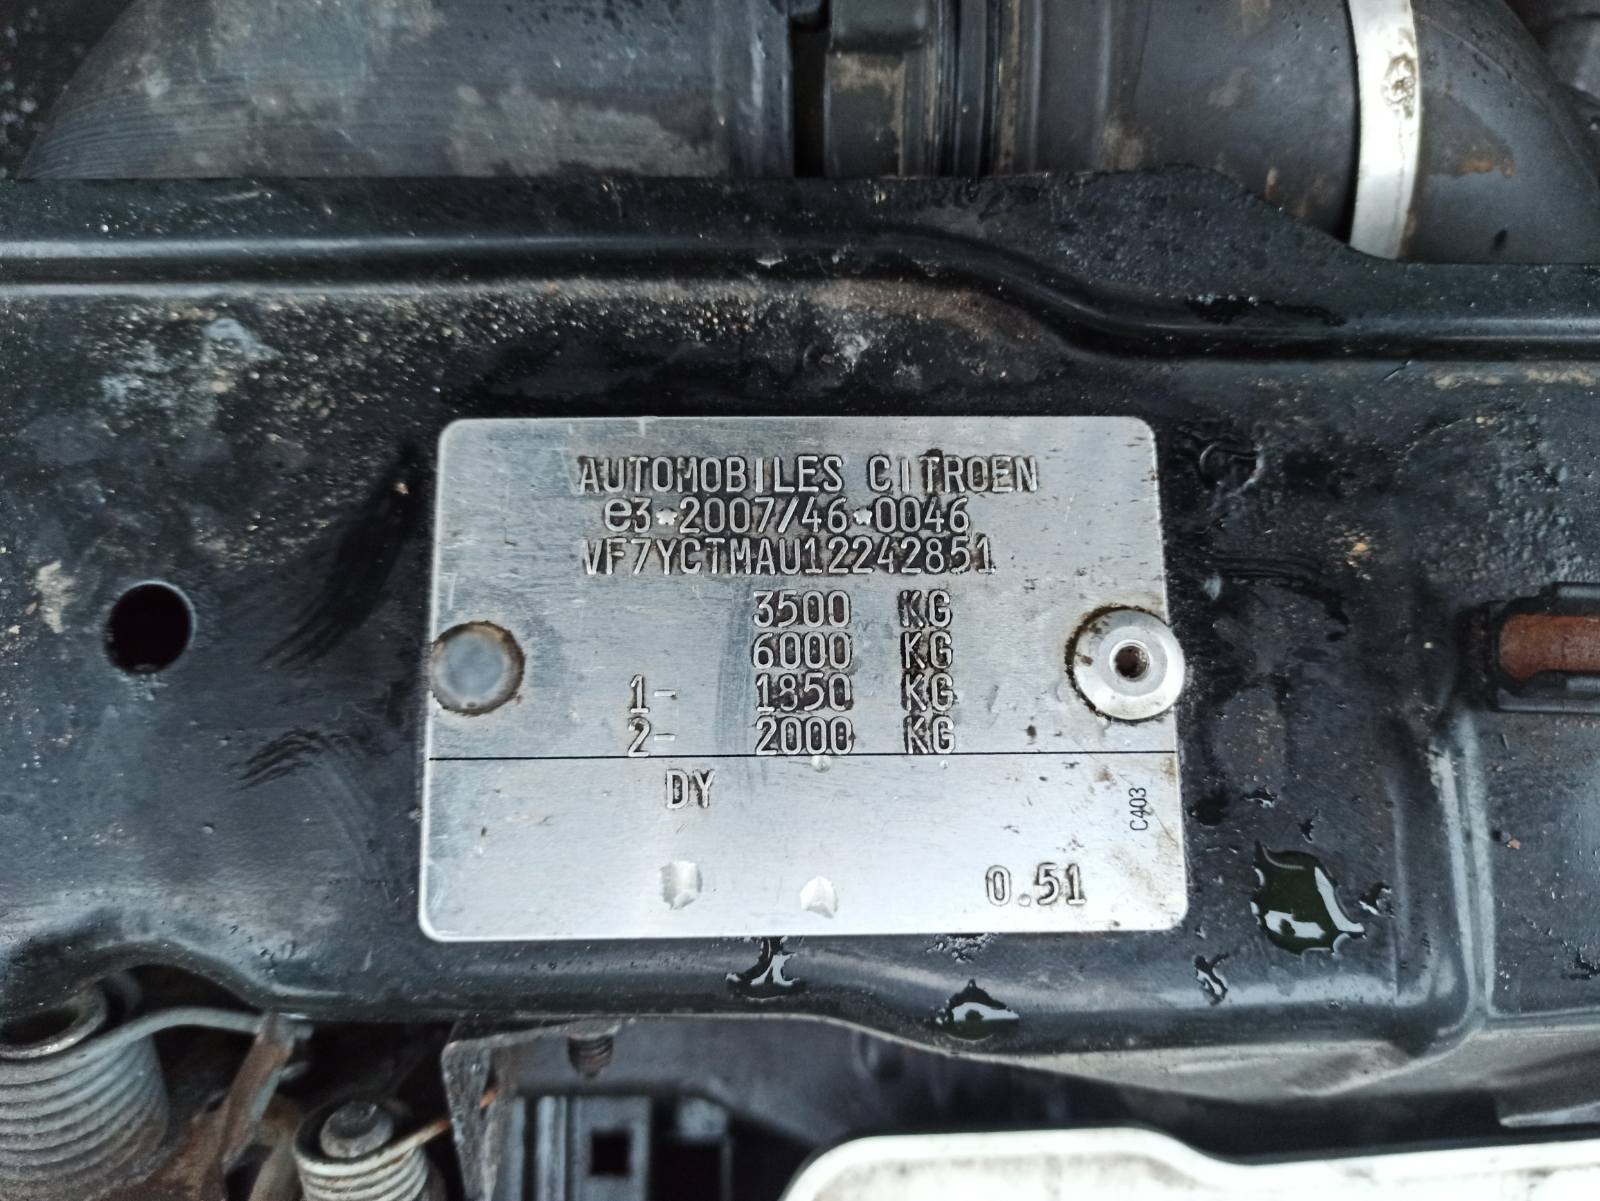 AUTOMOBILES CITROEN
e3*2007/46*0046
VF7YCTMAU12242851
3500 KG
6000 KG
1- 1850 KG
2- 2000 KG
DY
C403
0.51